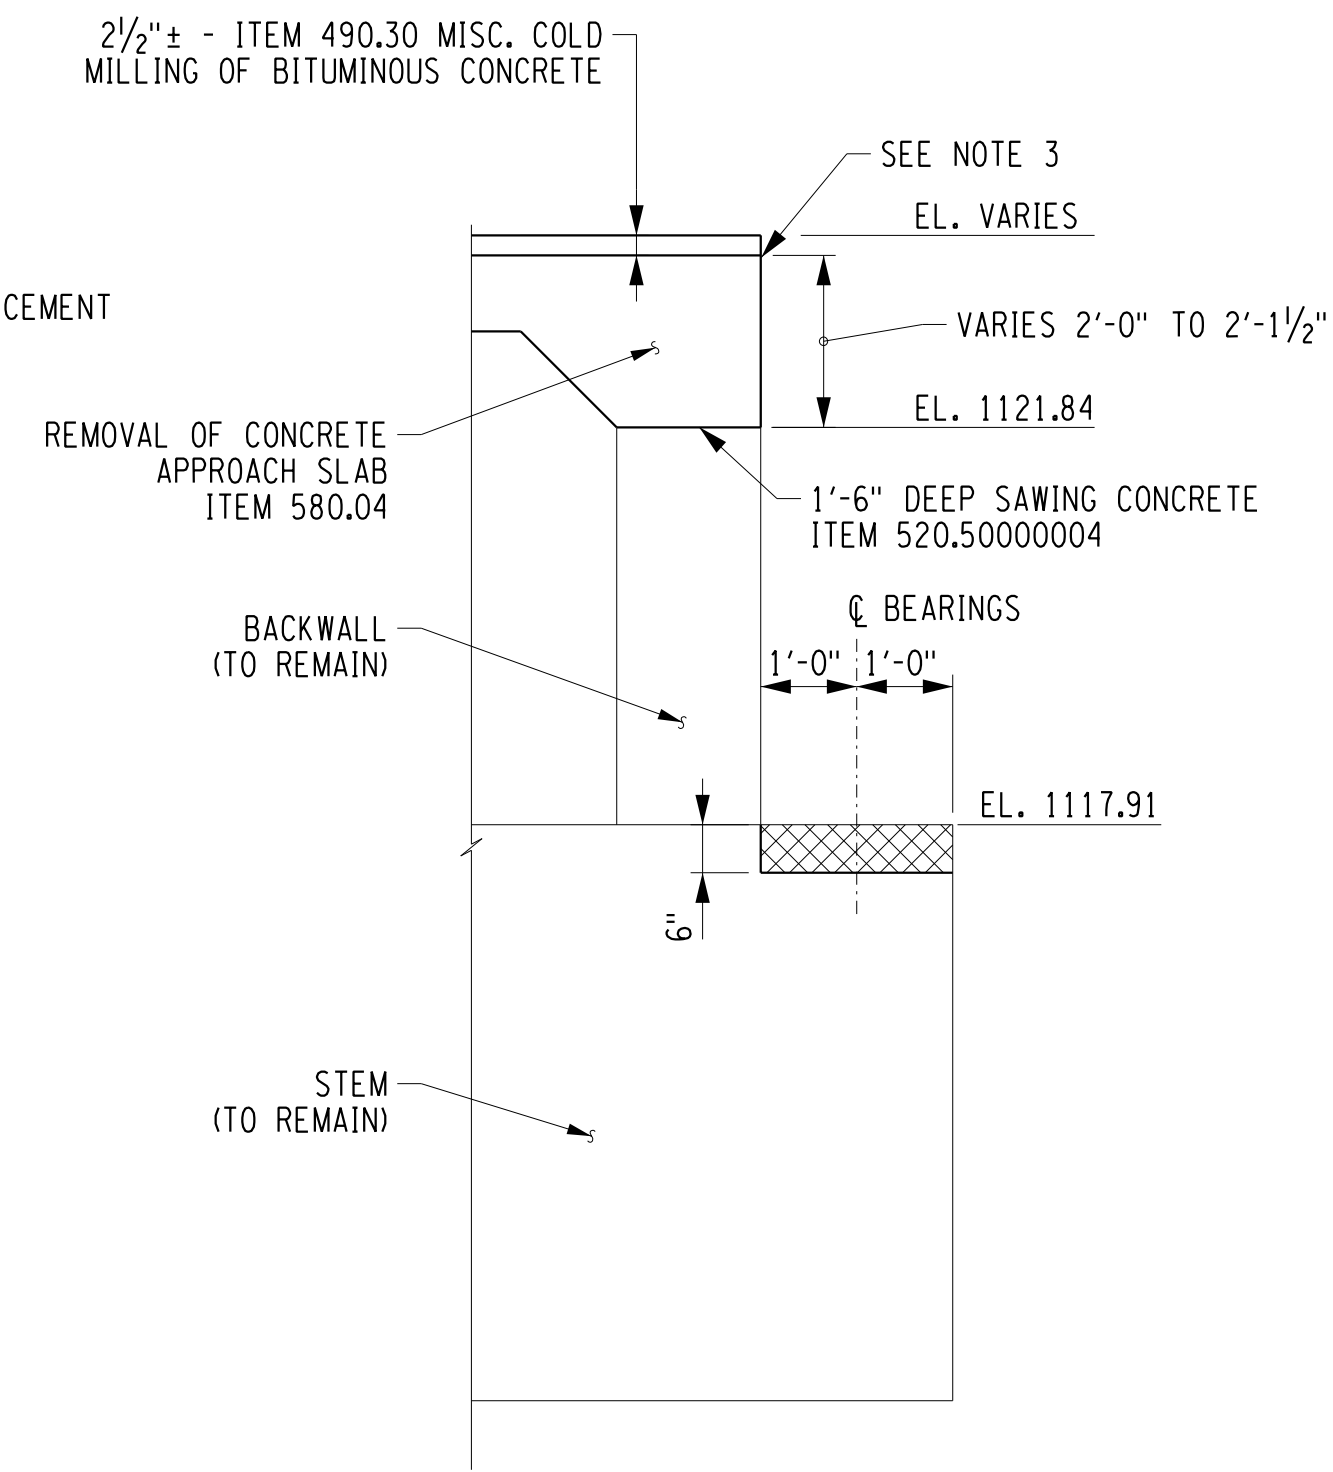 2½"± - ITEM 490.30 MISC. COLD
MILLING OF BITUMINOUS CONCRETE
SEE NOTE 3
EL. VARIES
CEMENT
VARIES 2'-0" TO 2'-1½"
EL. 1121.84
REMOVAL OF CONCRETE
APPROACH SLAB
ITEM 580.04
1'-6" DEEP SAWING CONCRETE
ITEM 520.50000004
℄ BEARINGS
BACKWALL
(TO REMAIN)
1'-0" 1'-0"
EL. 1117.91
6"
STEM
(TO REMAIN)